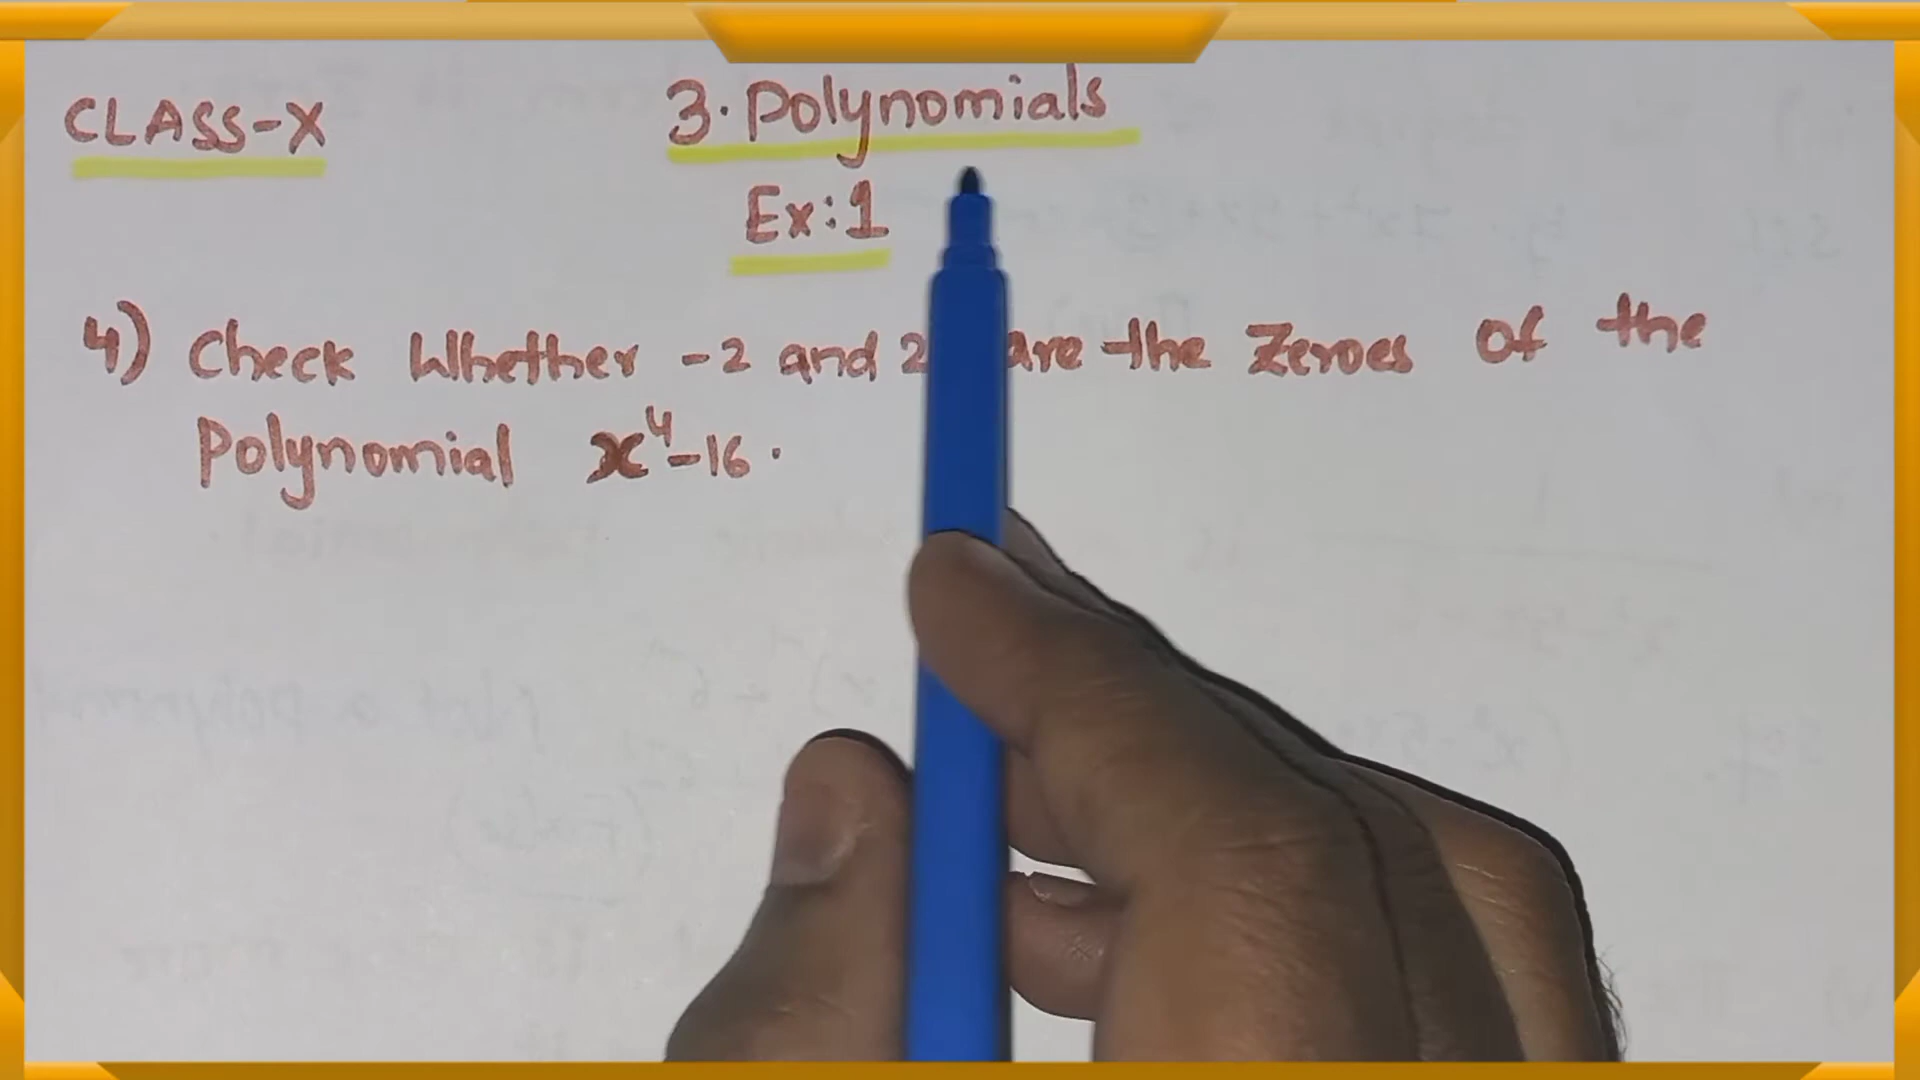 CLASS-X
3. Polynomials
Ex:1
4) Check Whether -2 and 2 are the Zeroes of the
Polynomial x⁴-16.